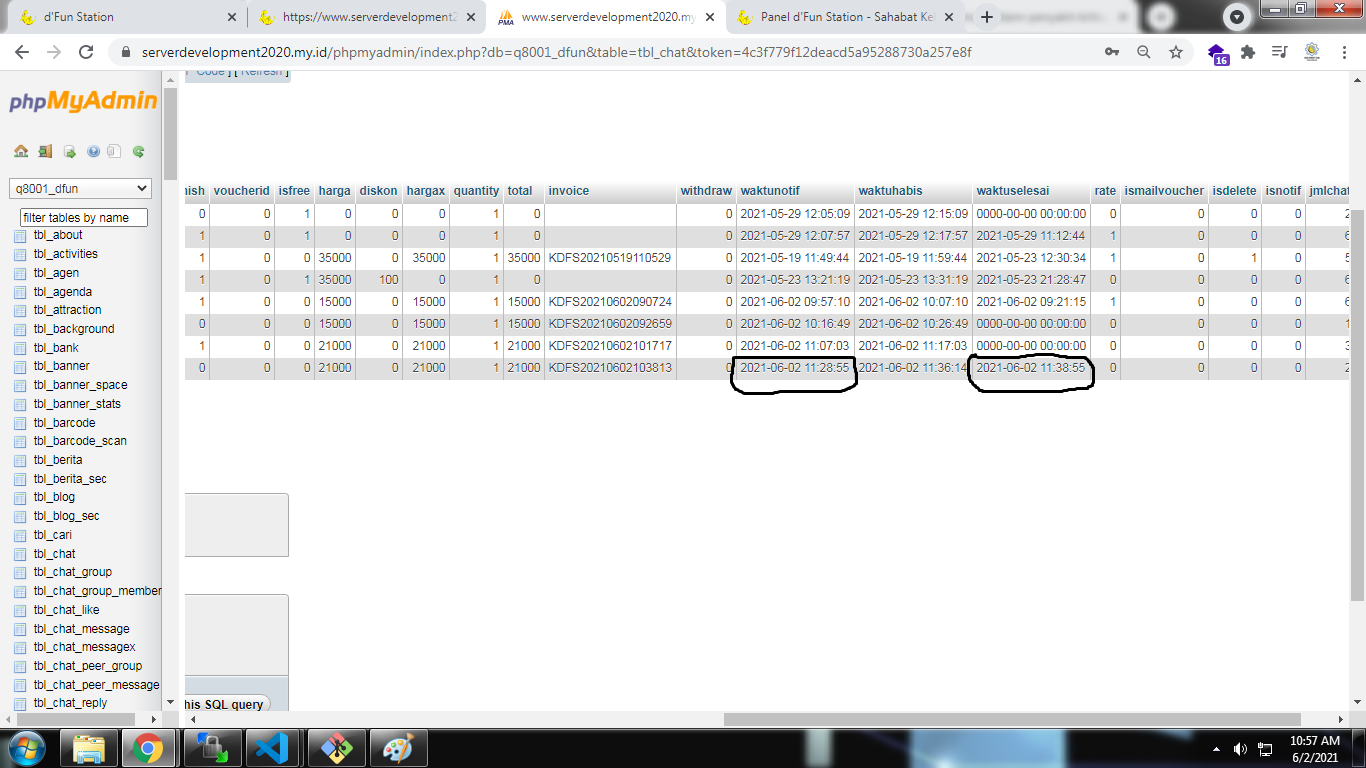 d'Fun Station
https://www.serverdevelopment2
www.serverdevelopment2020.my
Panel d'Fun Station - Sahabat Ke
serverdevelopment2020.my.id/phpmyadmin/index.php?db=q8001_dfun&table=tbl_chat&token=4c3f779f12deacd5a95288730a257e8f
16
phpMyAdmin
Code ] [ Refresh ]
q8001_dfun
filter tables by name
tbl_about
tbl_activities
tbl_agen
tbl_agenda
tbl_attraction
tbl_background
tbl_bank
tbl_banner
tbl_banner_space
tbl_banner_stats
tbl_barcode
tbl_barcode_scan
tbl_berita
tbl_berita_sec
tbl_blog
tbl_blog_sec
tbl_cari
tbl_chat
tbl_chat_group
tbl_chat_group_member
tbl_chat_like
tbl_chat_message
tbl_chat_messagex
tbl_chat_peer_group
tbl_chat_peer_message
tbl_chat_reply
nish voucherid isfree harga diskon hargax quantity total invoice withdraw waktunotif waktuhabis waktuselesai rate ismailvoucher isdelete isnotif jmlchat
0 0 1 0 0 0 1 0 0 2021-05-29 12:05:09 2021-05-29 12:15:09 0000-00-00 00:00:00 0 0 0 0 2
1 0 1 0 0 0 1 0 0 2021-05-29 12:07:57 2021-05-29 12:17:57 2021-05-29 11:12:44 1 0 0 0 6
1 0 0 35000 0 35000 1 35000 KDFS20210519110529 0 2021-05-19 11:49:44 2021-05-19 11:59:44 2021-05-23 12:30:34 1 0 1 0 5
1 0 1 35000 100 0 1 0 0 2021-05-23 13:21:19 2021-05-23 13:31:19 2021-05-23 21:28:47 0 0 0 0 6
1 0 0 15000 0 15000 1 15000 KDFS20210602090724 0 2021-06-02 09:57:10 2021-06-02 10:07:10 2021-06-02 09:21:15 1 0 0 0 6
0 0 0 15000 0 15000 1 15000 KDFS20210602092659 0 2021-06-02 10:16:49 2021-06-02 10:26:49 0000-00-00 00:00:00 0 0 0 0 1
1 0 0 21000 0 21000 1 21000 KDFS20210602101717 0 2021-06-02 11:07:03 2021-06-02 11:17:03 0000-00-00 00:00:00 0 0 0 0 3
0 0 0 21000 0 21000 1 21000 KDFS20210602103813 0 2021-06-02 11:28:55 2021-06-02 11:36:14 2021-06-02 11:38:55 0 0 0 0 2
his SQL query
10:57 AM
6/2/2021